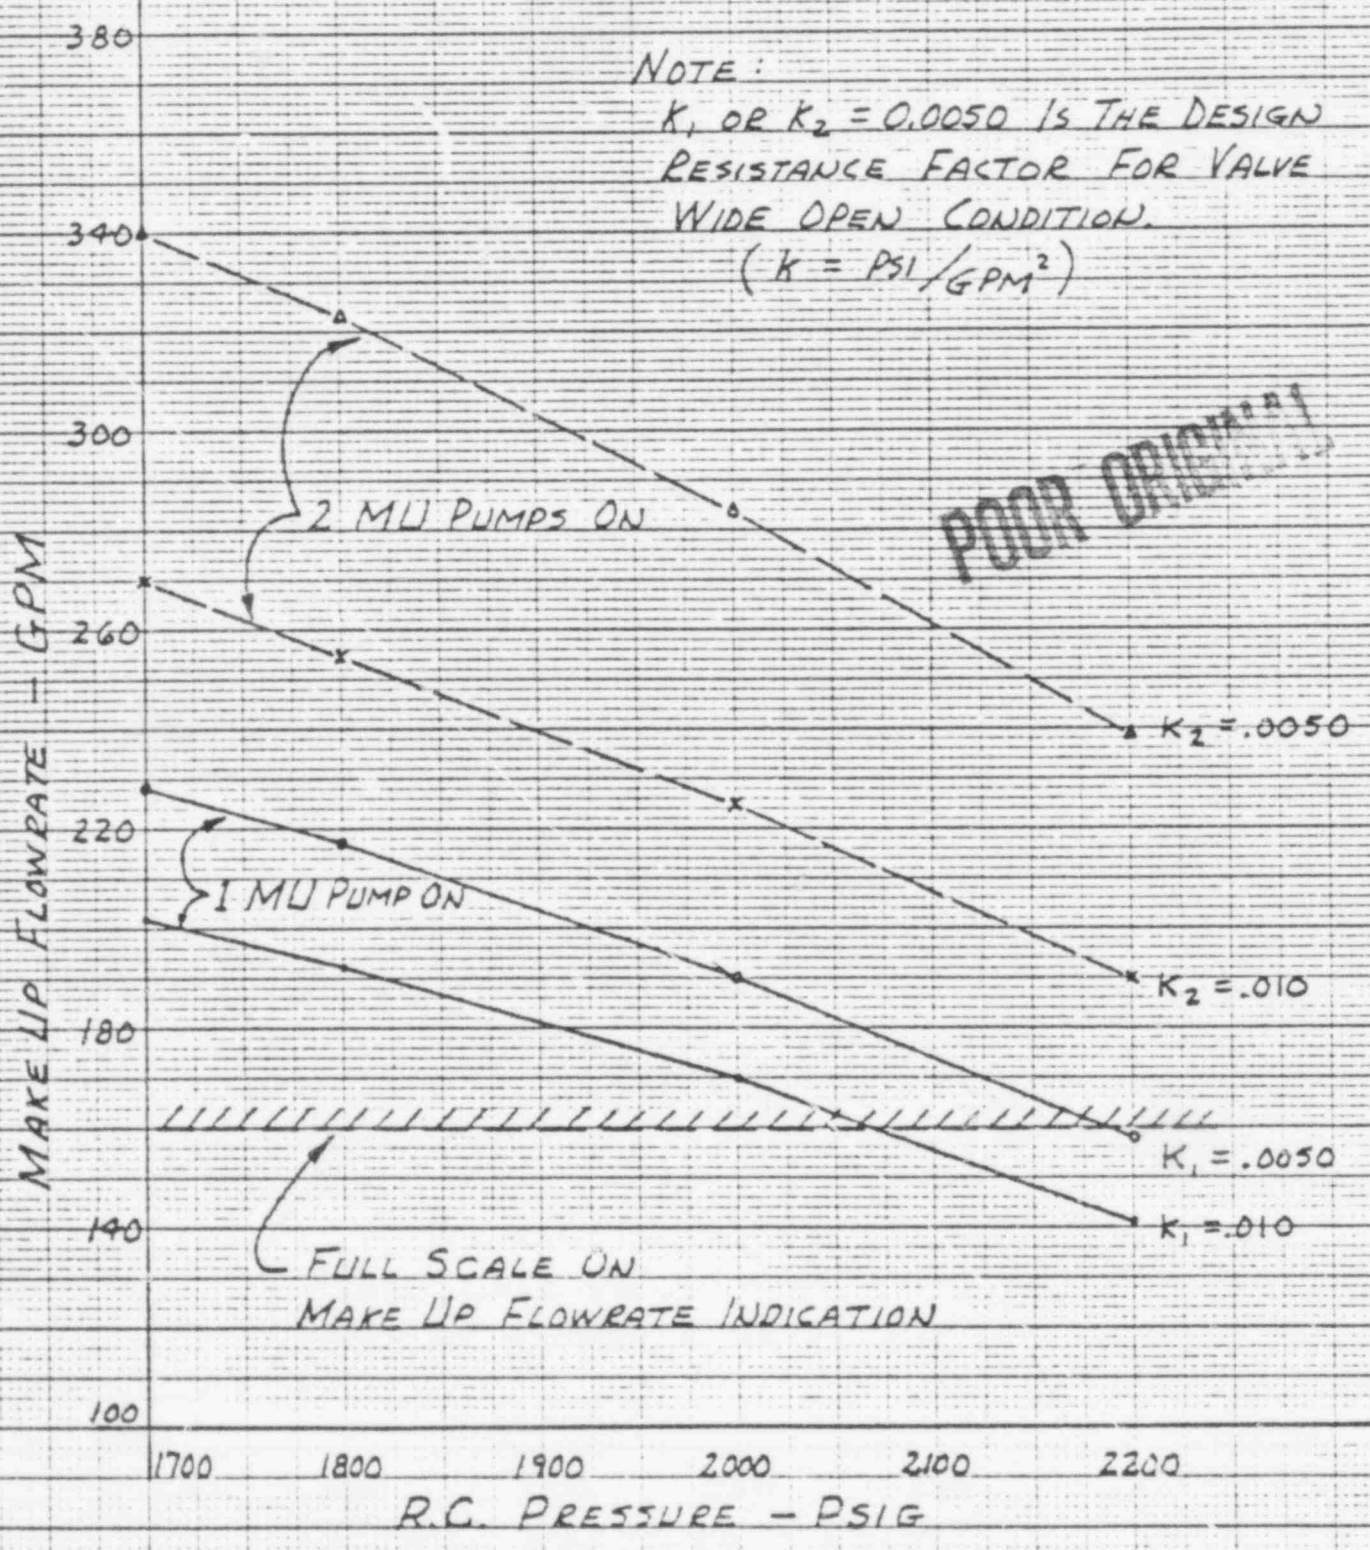 380
NOTE:
K1 OR K2 = 0.0050 IS THE DESIGN
RESISTANCE FACTOR FOR VALVE
WIDE OPEN CONDITION.
(K = PSI/GPM²)
340
300
POOR ORIGINAL
2 MU PUMPS ON
MAKE UP FLOWRATE - GPM
260
K2 = .0050
220
1 MU PUMP ON
K2 = .010
180
K1 = .0050
140
K1 = .010
FULL SCALE ON
MAKE UP FLOWRATE INDICATION
100
1700 1800 1900 2000 2100 2200
R.C. PRESSURE - PSIG